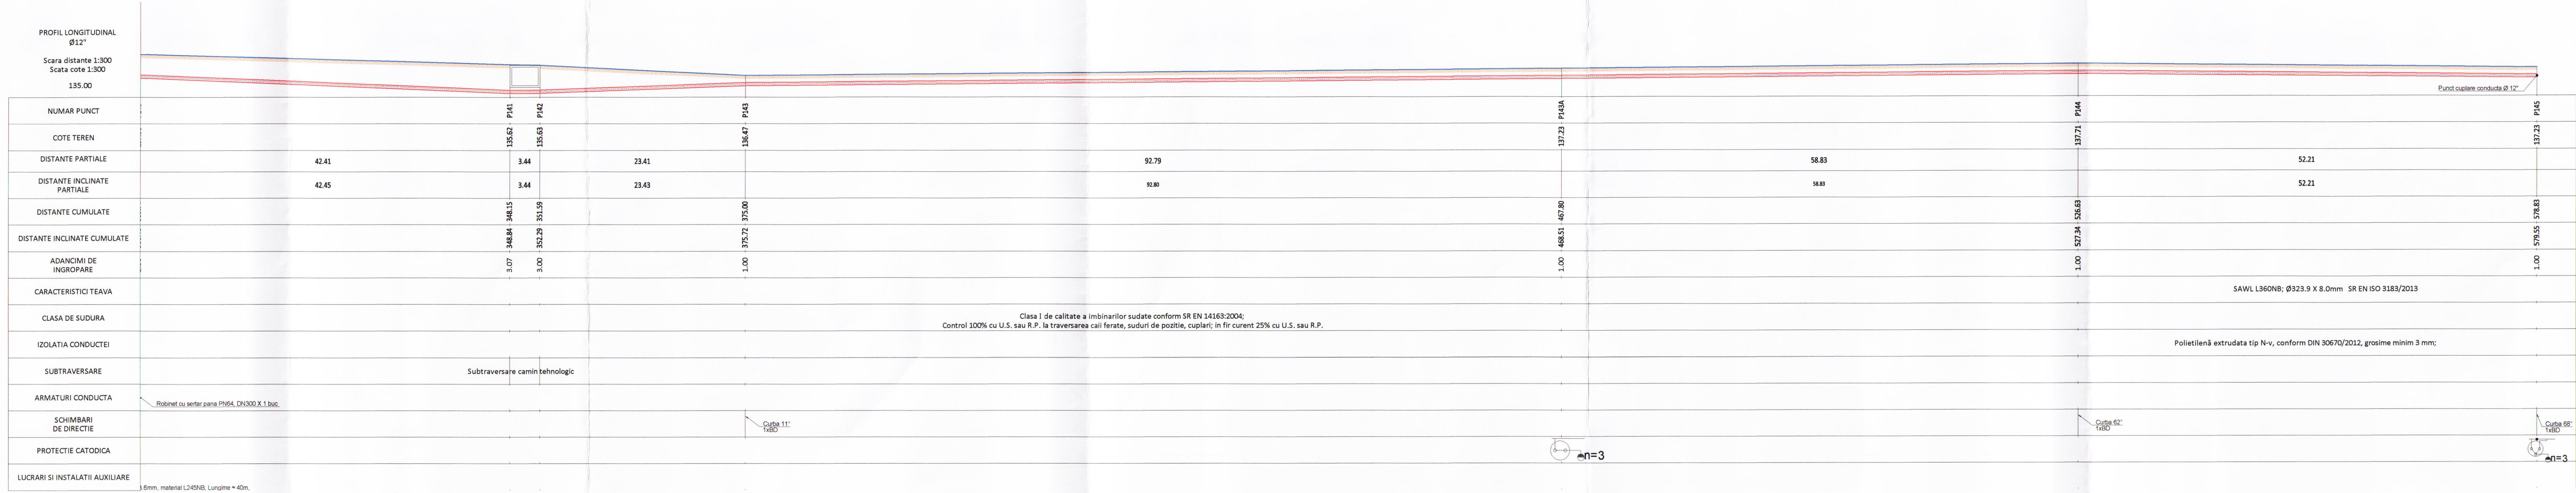 PROFIL LONGITUDINAL
Ø12"
Scara distante 1:300
Scata cote 1:300
135.00
Punct cuplare conducta Ø 12"
NUMAR PUNCT P141 P142 P143 P143A P144 P145
COTE TEREN 135.62 135.63 136.47 137.23 137.71 137.23
DISTANTE PARTIALE 42.41 3.44 23.41 92.79 58.83 52.21
DISTANTE INCLINATE
PARTIALE
42.45 3.44 23.43 92.80 58.83 52.21
DISTANTE CUMULATE 348.15 351.59 375.00 467.80 526.63 578.83
DISTANTE INCLINATE CUMULATE 348.84 352.29 375.72 468.51 527.34 579.55
ADANCIMI DE
INGROPARE
3.07 3.00 1.00 1.00 1.00 1.00
CARACTERISTICI TEAVA
SAWL L360NB; Ø323.9 X 8.0mm SR EN ISO 3183/2013
CLASA DE SUDURA
Clasa I de calitate a imbinarilor sudate conform SR EN 14163:2004;
Control 100% cu U.S. sau R.P. la traversarea caii ferate, suduri de pozitie, cuplari; in fir curent 25% cu U.S. sau R.P.
IZOLATIA CONDUCTEI
Polietilenă extrudata tip N-v, conform DIN 30670/2012, grosime minim 3 mm;
SUBTRAVERSARE
Subtraversare camin tehnologic
ARMATURI CONDUCTA
Robinet cu sertar pana PN64, DN300 X 1 buc
SCHIMBARI
DE DIRECTIE
Curba 11°
1xBD
Curba 62°
1xBD
Curba 68°
1xBD
PROTECTIE CATODICA
n=3
n=3
LUCRARI SI INSTALATII AUXILIARE
mm, material L245NB, Lungime = 40m,